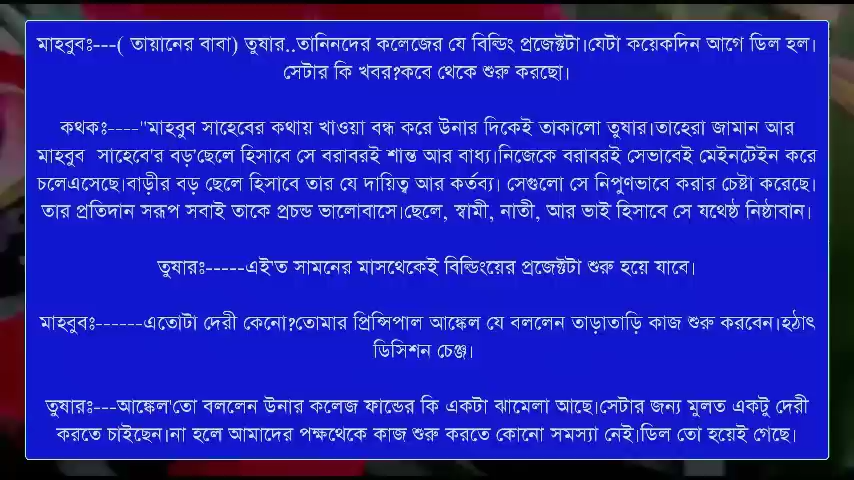 মাহবুবঃ---( তায়ানের বাবা) তুষার..তানিনদের কলেজের যে বিল্ডিং প্রজেক্টটা।যেটা কয়েকদিন আগে ডিল হল।
সেটার কি খবর?কবে থেকে শুরু করছো।
কথকঃ----"মাহবুব সাহেবের কথায় খাওয়া বন্ধ করে উনার দিকেই তাকালো তুষার।তাহেরা জামান আর
মাহবুব সাহেবে'র বড়'ছেলে হিসাবে সে বরাবরই শান্ত আর বাধ্য।নিজেকে বরাবরই সেভাবেই মেইনটেইন করে
চলেএসেছে।বাড়ীর বড় ছেলে হিসাবে তার যে দায়িত্ব আর কর্তব্য। সেগুলো সে নিপুণভাবে করার চেষ্টা করেছে।
তার প্রতিদান সরূপ সবাই তাকে প্রচন্ড ভালোবাসে।ছেলে, স্বামী, নাতী, আর ভাই হিসাবে সে যথেষ্ঠ নিষ্ঠাবান।
তুষারঃ-----এই'ত সামনের মাসথেকেই বিল্ডিংয়ের প্রজেক্টটা শুরু হয়ে যাবে।
মাহবুবঃ------এতোটা দেরী কেনো?তোমার প্রিন্সিপাল আঙ্কেল যে বললেন তাড়াতাড়ি কাজ শুরু করবেন।হঠাৎ
ডিসিশন চেঞ্জ।
তুষারঃ---আঙ্কেল'তো বললেন উনার কলেজ ফান্ডের কি একটা ঝামেলা আছে।সেটার জন্য মুলত একটু দেরী
করতে চাইছেন।না হলে আমাদের পক্ষথেকে কাজ শুরু করতে কোনো সমস্যা নেই।ডিল তো হয়েই গেছে।